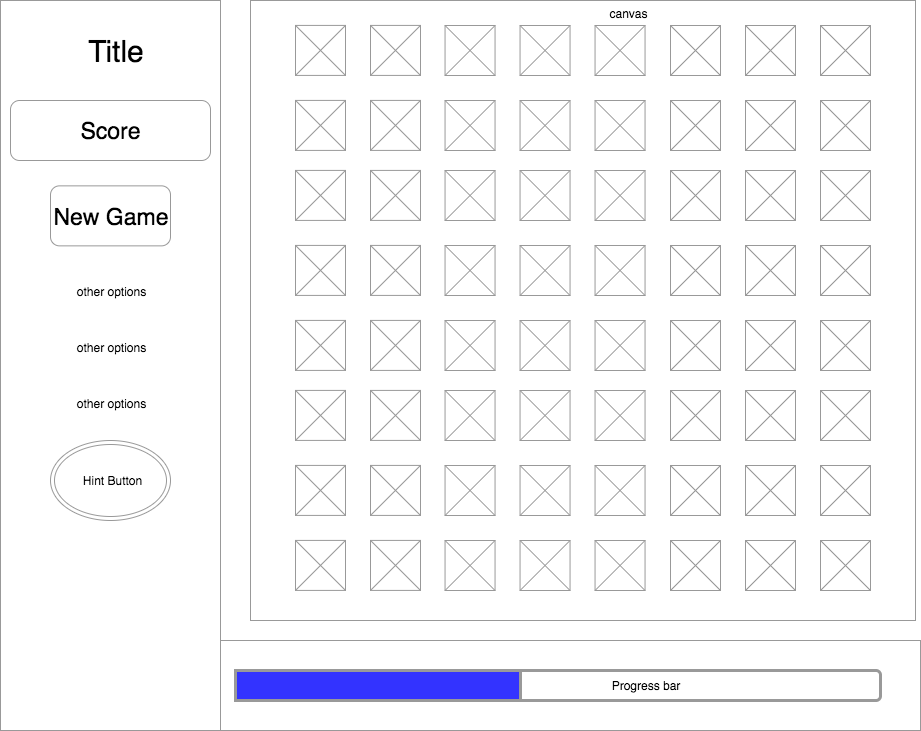 Title
Score
New Game
other options
other options
other options
Hint Button
canvas
Progress bar